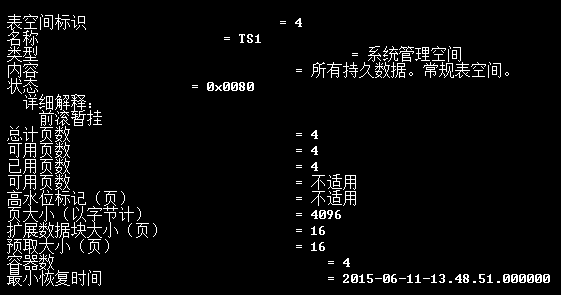 表空间标识 = 4
名称 = TS1
类型 = 系统管理空间
内容 = 所有持久数据。常规表空间。
状态 = 0x0080
详细解释:
前滚暂挂
总计页数 = 4
可用页数 = 4
已用页数 = 4
可用页数 = 不适用
高水位标记（页） = 不适用
页大小（以字节计） = 4096
扩展数据块大小（页） = 16
预取大小（页） = 16
容器数 = 4
最小恢复时间 = 2015-06-11-13.48.51.000000